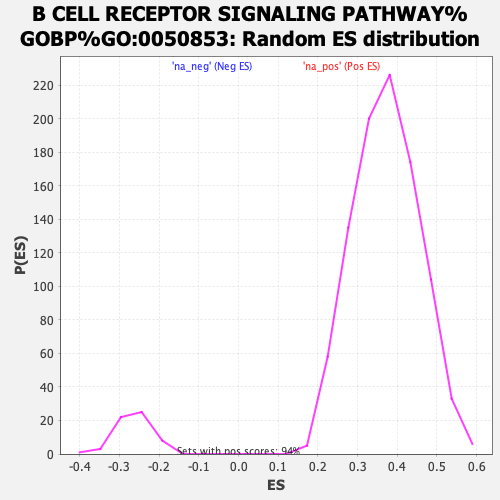 B CELL RECEPTOR SIGNALING PATHWAY%
GOBP%GO:0050853: Random ES distribution
'na_neg' (Neg ES)
'na_pos' (Pos ES)
220
200
180
160
140
120
100
80
60
40
20
0
P(ES)
Sets with pos scores: 94%
-0.4 -0.3 -0.2 -0.1 0.0 0.1 0.2 0.3 0.4 0.5 0.6
ES